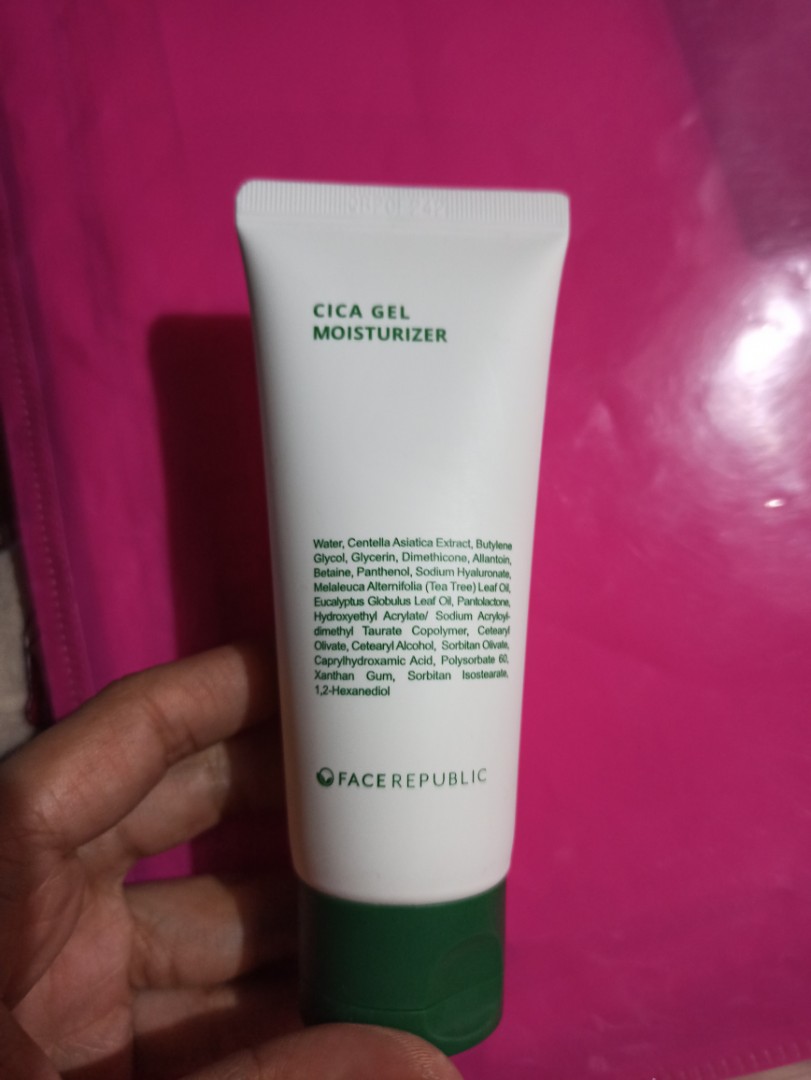 CICA GEL
MOISTURIZER
Water, Centella Asiatica Extract, Butylene
Glycol, Glycerin, Dimethicone, Allantoin,
Betaine, Panthenol, Sodium Hyaluronate,
Melaleuca Alternifolia (Tea Tree) Leaf Oil,
Eucalyptus Globulus Leaf Oil, Pantolactone,
Hydroxyethyl Acrylate/ Sodium Acryloyl-
dimethyl Taurate Copolymer, Cetearyl
Olivate, Cetearyl Alcohol, Sorbitan Olivate,
Caprylhydroxamic Acid, Polysorbate 60,
Xanthan Gum, Sorbitan Isostearate,
1,2-Hexanediol
FACEREPUBLIC